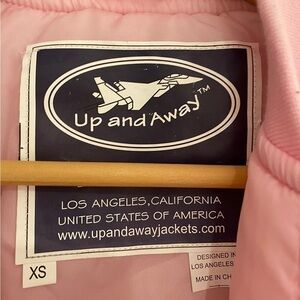 Up and Away™
LOS ANGELES,CALIFORNIA
UNITED STATES OF AMERICA
www.upandawayjackets.com
XS
DESIGNED IN
LOS ANGELES
MADE IN CH